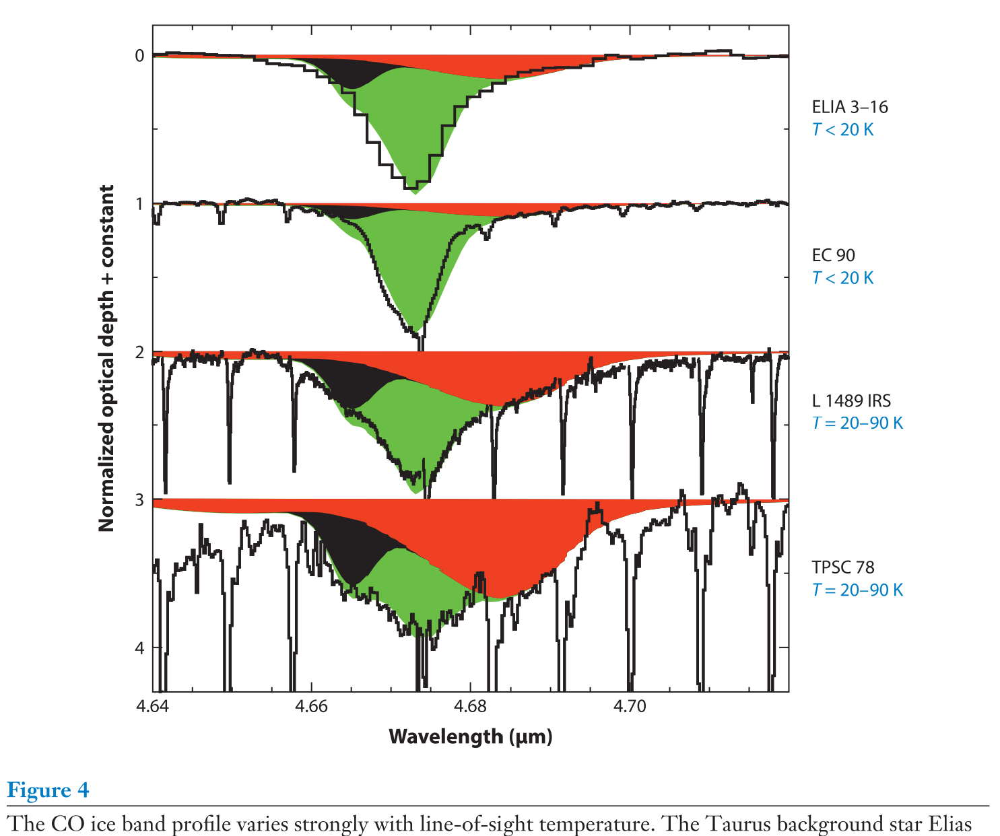 0
ELIA 3–16
T < 20 K
1
EC 90
T < 20 K
Normalized optical depth + constant
2
L 1489 IRS
T = 20–90 K
3
TPSC 78
T = 20–90 K
4
4.64 4.66 4.68 4.70
Wavelength (μm)
Figure 4
The CO ice band profile varies strongly with line-of-sight temperature. The Taurus background star Elias